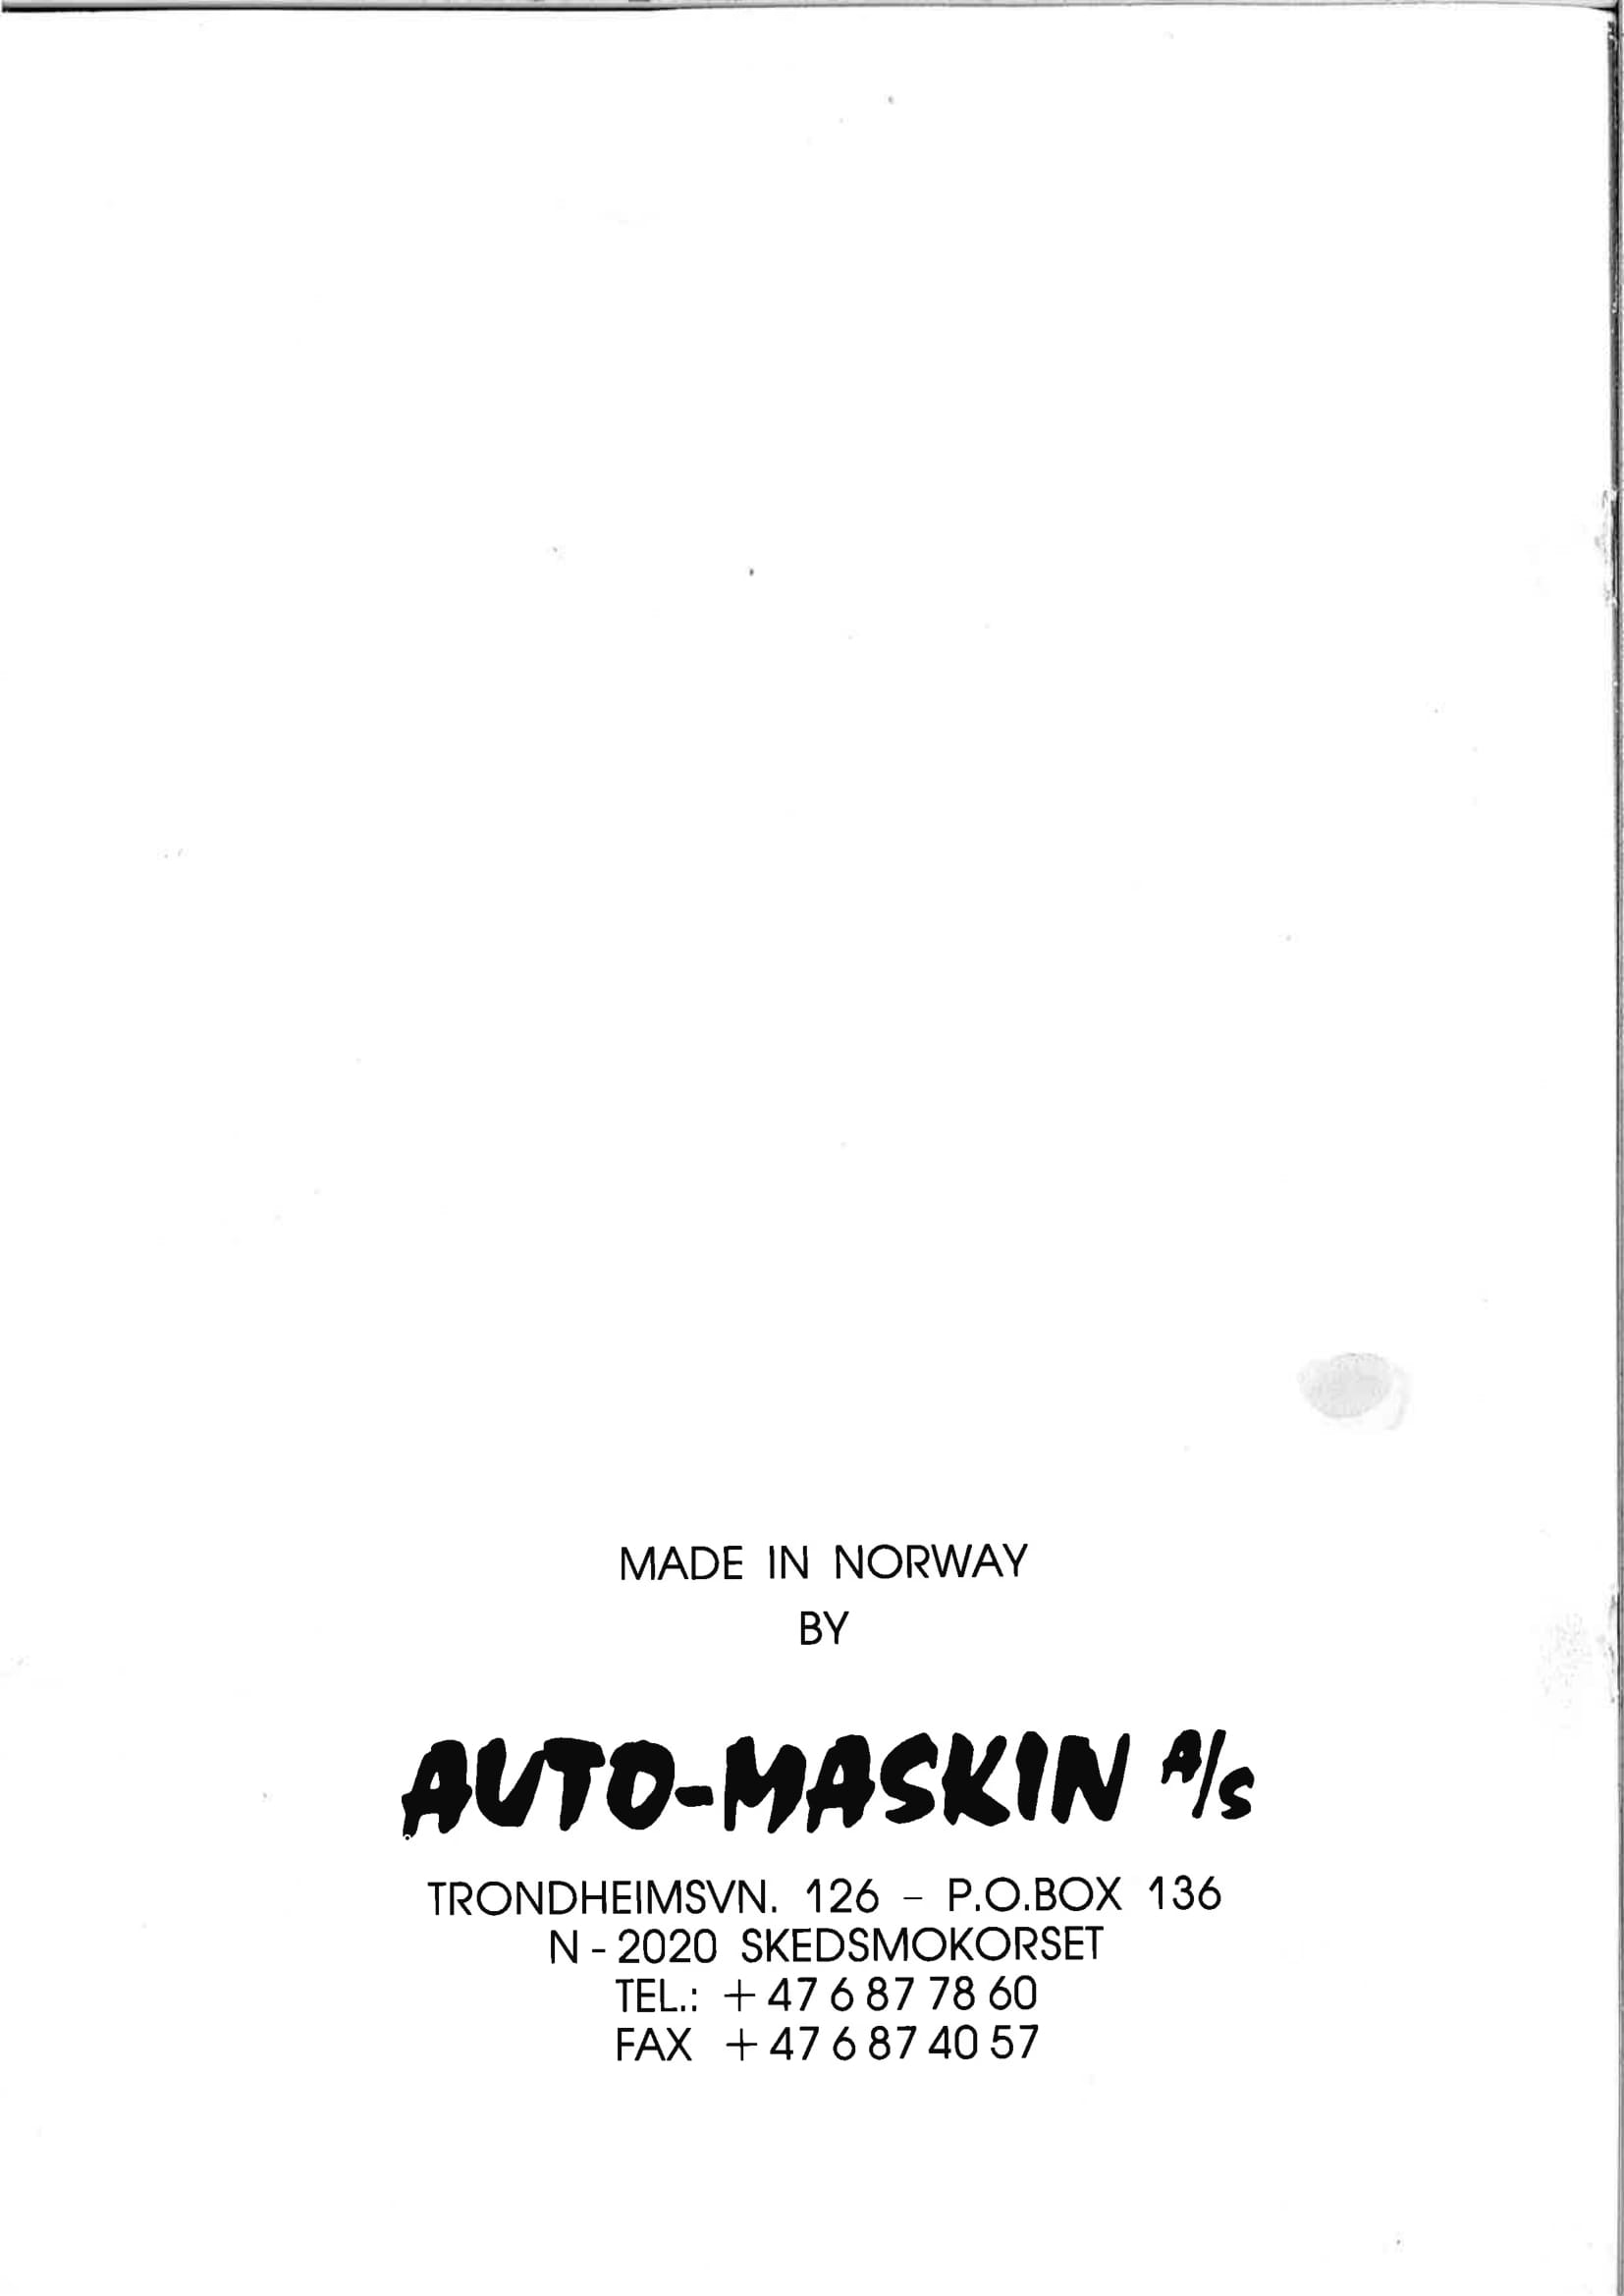 MADE IN NORWAY
BY
AUTO-MASKIN A/S
TRONDHEIMSVN. 126 – P.O.BOX 136
N - 2020 SKEDSMOKORSET
TEL.: + 47 6 87 78 60
FAX + 47 6 87 40 57